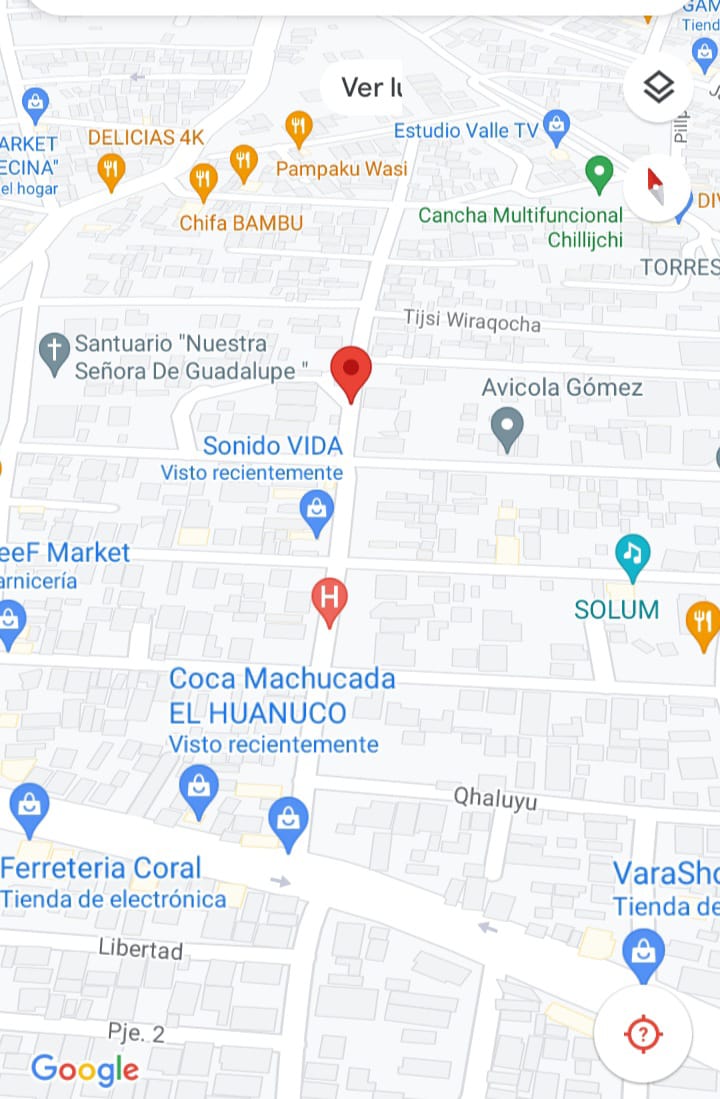 GAM
Tiend
Ver lu
ARKET
ECINA"
el hogar
DELICIAS 4K
Estudio Valle TV
Pillp
Pampaku Wasi
Chifa BAMBU
Cancha Multifuncional
Chillijchi
DIV
TORRES
Tijsi Wiraqocha
Santuario "Nuestra
Señora De Guadalupe "
Avicola Gómez
Sonido VIDA
Visto recientemente
eeF Market
arnicería
H
SOLUM
Coca Machucada
EL HUANUCO
Visto recientemente
Qhaluyu
Ferreteria Coral
Tienda de electrónica
VaraSho
Tienda de
Libertad
Pje. 2
Google